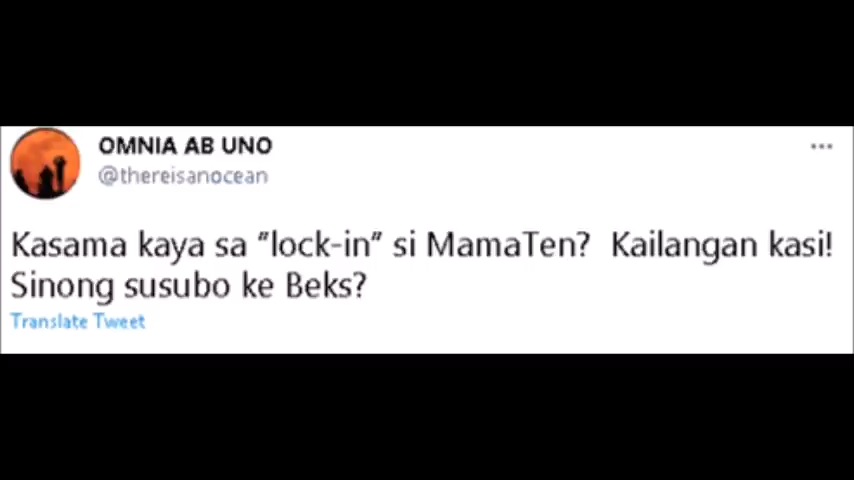 OMNIA AB UNO
@thereisanocean
Kasama kaya sa “lock-in” si MamaTen?  Kailangan kasi!
Sinong susubo ke Beks?
Translate Tweet